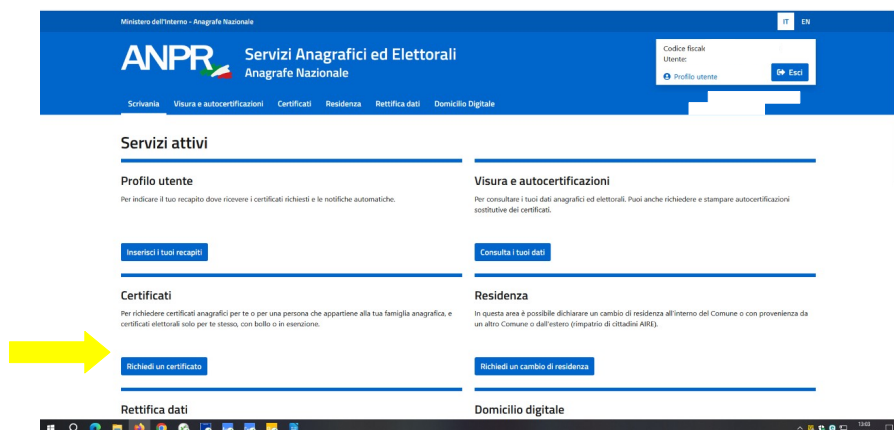 Ministero dell'Interno - Anagrafe Nazionale
IT EN
ANPR
Servizi Anagrafici ed Elettorali
Anagrafe Nazionale
Codice fiscale
Utente:
Profilo utente
Esci
Scrivania Visura e autocertificazioni Certificati Residenza Rettifica dati Domicilio Digitale
Servizi attivi
Profilo utente
Per indicare il tuo recapito dove ricevere i certificati richiesti e le notifiche automatiche.
Inserisci i tuoi recapiti
Visura e autocertificazioni
Per consultare i tuoi dati anagrafici ed elettorali. Puoi anche richiedere e stampare autocertificazioni
sostitutive dei certificati.
Consulta i tuoi dati
Certificati
Per richiedere certificati anagrafici per te o per una persona che appartiene alla tua famiglia anagrafica, e
certificati elettorali solo per te stesso, con bollo o in esenzione.
Richiedi un certificato
Residenza
In questa area è possibile dichiarare un cambio di residenza all'interno del Comune o con provenienza da
un altro Comune o dall'estero (rimpatrio di cittadini AIRE).
Richiedi un cambio di residenza
Rettifica dati
Domicilio digitale
13:03